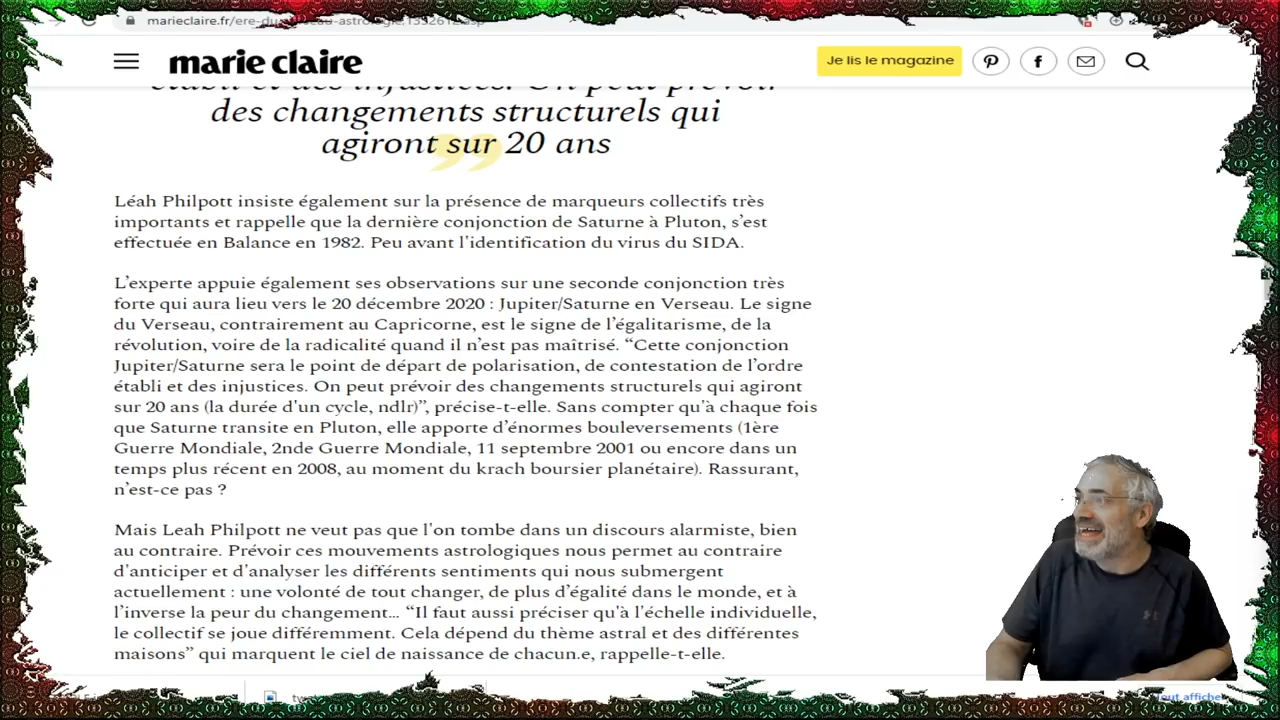 marieclaire.fr/ere-du-verseau-astrologie,1352612.asp
marie claire
Je lis le magazine
établi et des injustices. On peut prévoir
des changements structurels qui
agiront sur 20 ans
Léah Philpott insiste également sur la présence de marqueurs collectifs très
importants et rappelle que la dernière conjonction de Saturne à Pluton, s’est
effectuée en Balance en 1982. Peu avant l'identification du virus du SIDA.
L’experte appuie également ses observations sur une seconde conjonction très
forte qui aura lieu vers le 20 décembre 2020 : Jupiter/Saturne en Verseau. Le signe
du Verseau, contrairement au Capricorne, est le signe de l’égalitarisme, de la
révolution, voire de la radicalité quand il n’est pas maîtrisé. “Cette conjonction
Jupiter/Saturne sera le point de départ de polarisation, de contestation de l’ordre
établi et des injustices. On peut prévoir des changements structurels qui agiront
sur 20 ans (la durée d'un cycle, ndlr)”, précise-t-elle. Sans compter qu'à chaque fois
que Saturne transite en Pluton, elle apporte d’énormes bouleversements (1ère
Guerre Mondiale, 2nde Guerre Mondiale, 11 septembre 2001 ou encore dans un
temps plus récent en 2008, au moment du krach boursier planétaire). Rassurant,
n’est-ce pas ?
Mais Leah Philpott ne veut pas que l'on tombe dans un discours alarmiste, bien
au contraire. Prévoir ces mouvements astrologiques nous permet au contraire
d’anticiper et d'analyser les différents sentiments qui nous submergent
actuellement : une volonté de tout changer, de plus d’égalité dans le monde, et à
l’inverse la peur du changement... “Il faut aussi préciser qu'à l'échelle individuelle,
le collectif se joue différemment. Cela dépend du thème astral et des différentes
maisons” qui marquent le ciel de naissance de chacun.e, rappelle-t-elle.